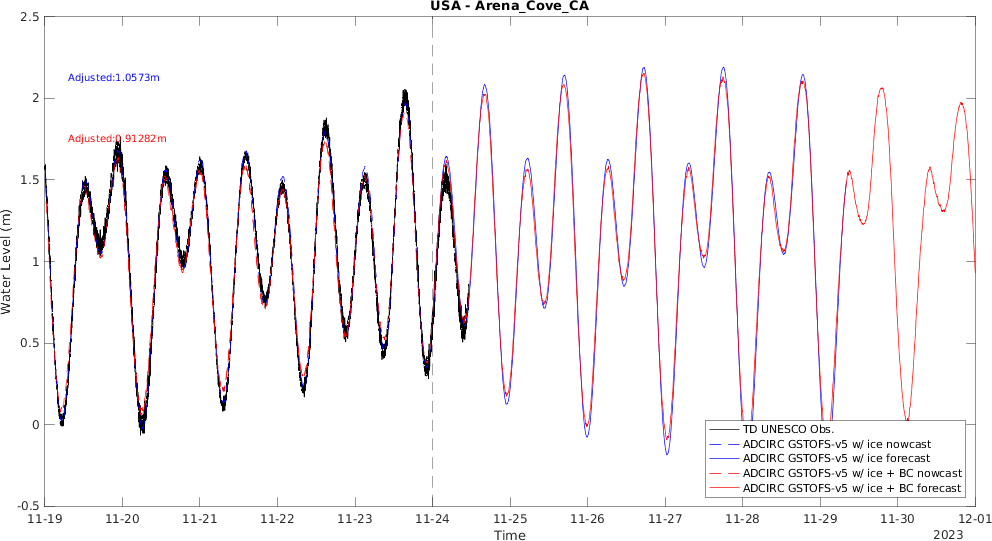 USA - Arena_Cove_CA
2.5
2
1.5
1
0.5
0
-0.5
Water Level (m)
Adjusted:1.0573m
Adjusted:0.91282m
TD UNESCO Obs.
ADCIRC GSTOFS-v5 w/ ice nowcast
ADCIRC GSTOFS-v5 w/ ice forecast
ADCIRC GSTOFS-v5 w/ ice + BC nowcast
ADCIRC GSTOFS-v5 w/ ice + BC forecast
11-19 11-20 11-21 11-22 11-23 11-24 11-25 11-26 11-27 11-28 11-29 11-30 12-01
Time
2023